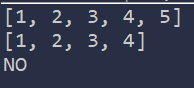 [1, 2, 3, 4, 5]
[1, 2, 3, 4]
NO